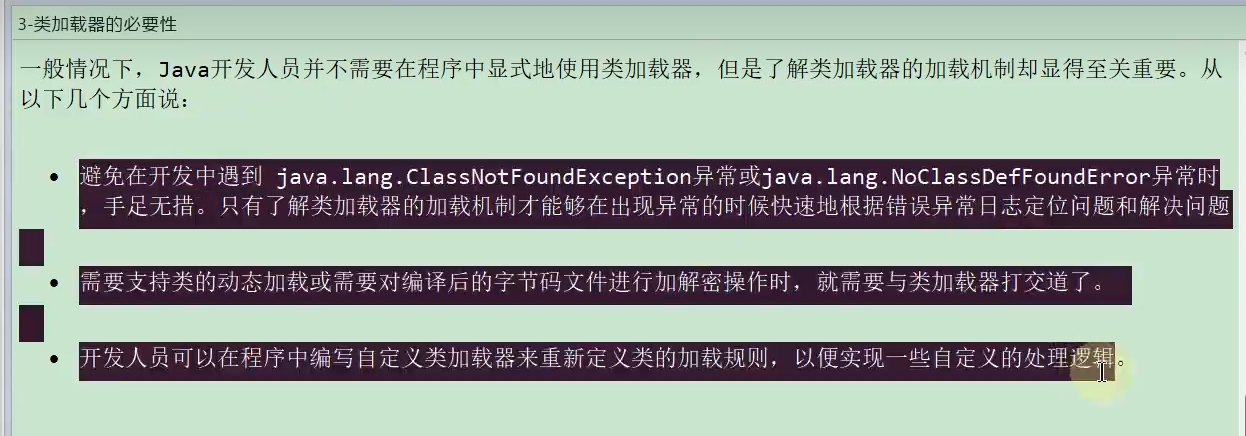 3-类加载器的必要性
一般情况下，Java开发人员并不需要在程序中显式地使用类加载器，但是了解类加载器的加载机制却显得至关重要。从
以下几个方面说：
• 避免在开发中遇到 java.lang.ClassNotFoundException异常或java.lang.NoClassDefFoundError异常时
，手足无措。只有了解类加载器的加载机制才能够在出现异常的时候快速地根据错误异常日志定位问题和解决问题
• 需要支持类的动态加载或需要对编译后的字节码文件进行加解密操作时，就需要与类加载器打交道了。
• 开发人员可以在程序中编写自定义类加载器来重新定义类的加载规则，以便实现一些自定义的处理逻辑。